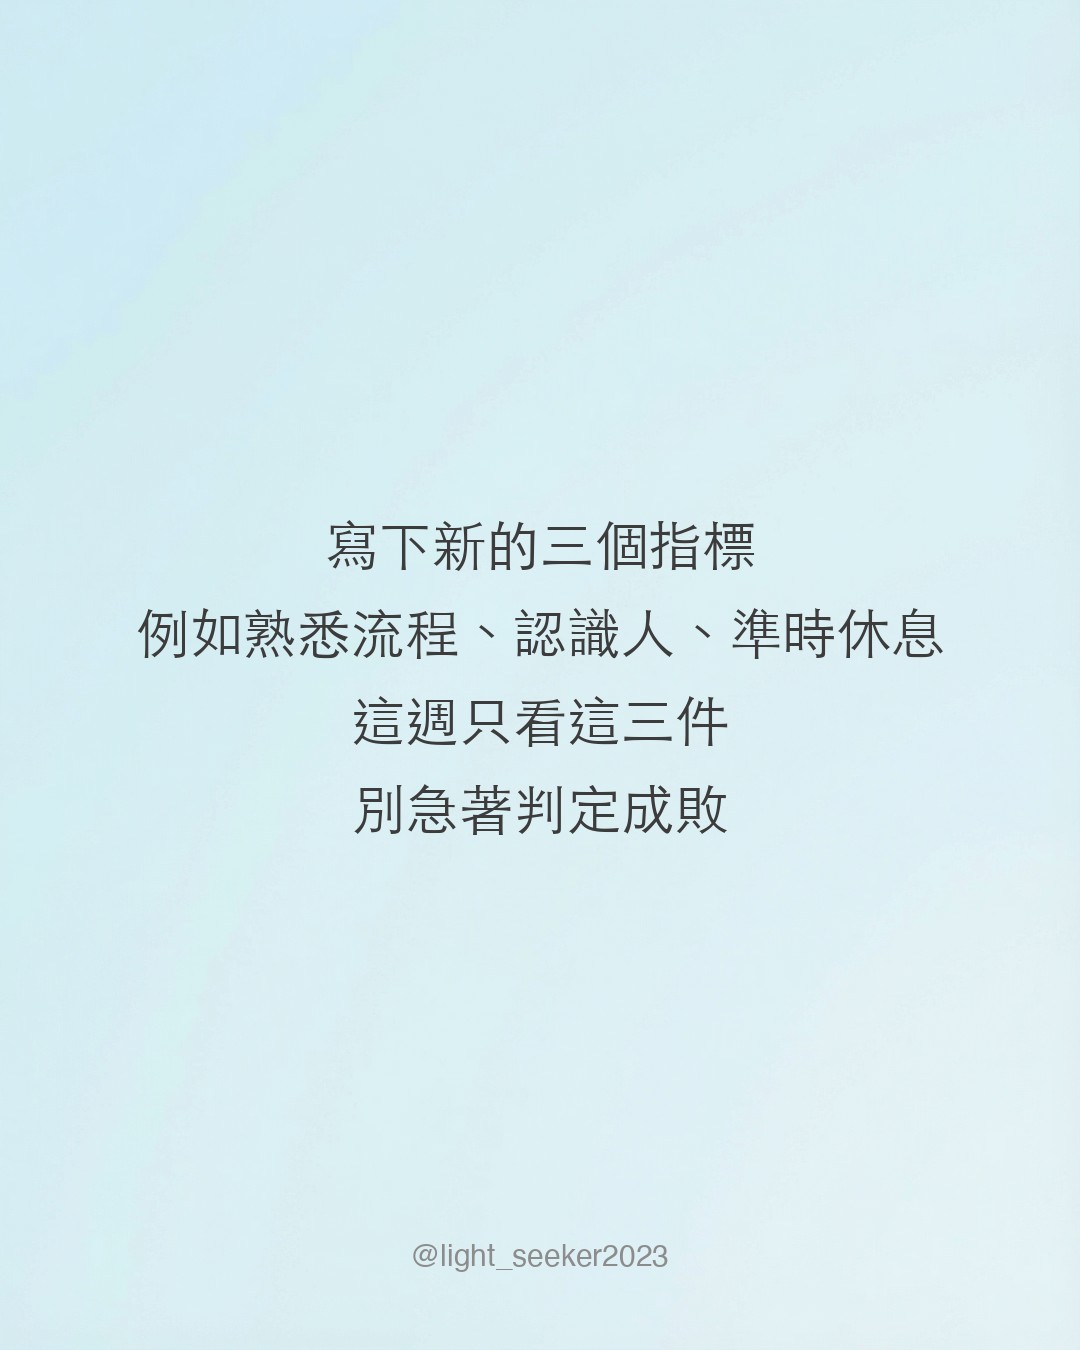 寫下新的三個指標
例如熟悉流程、認識人、準時休息
這週只看這三件
別急著判定成敗
@light_seeker2023